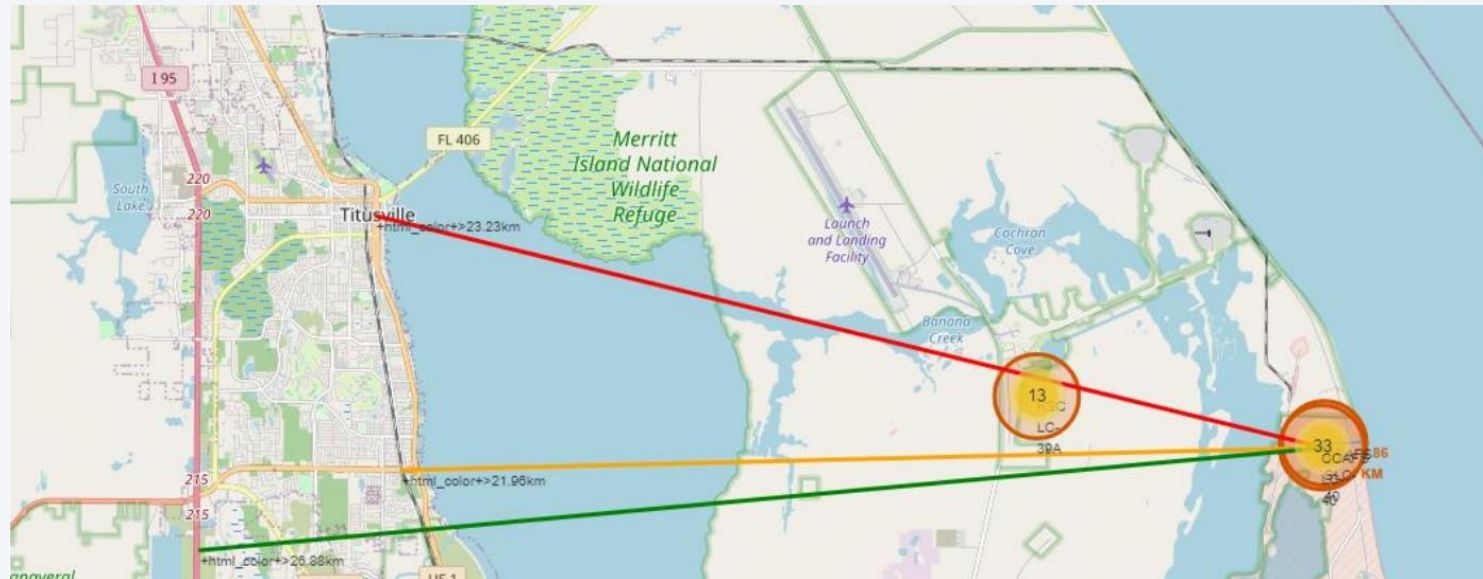 I 95
FL 406
Merritt
Island National
Wildlife
Refuge
South
Lake
220
220
Titusville
+html_color+>23.23km
Launch
and Landing
Facility
Cochran
Cove
Banana
Creek
13
LC-
39A
33
86
KM
215
215
+html_color+>21.96km
+html_color+>26.88km
US 1